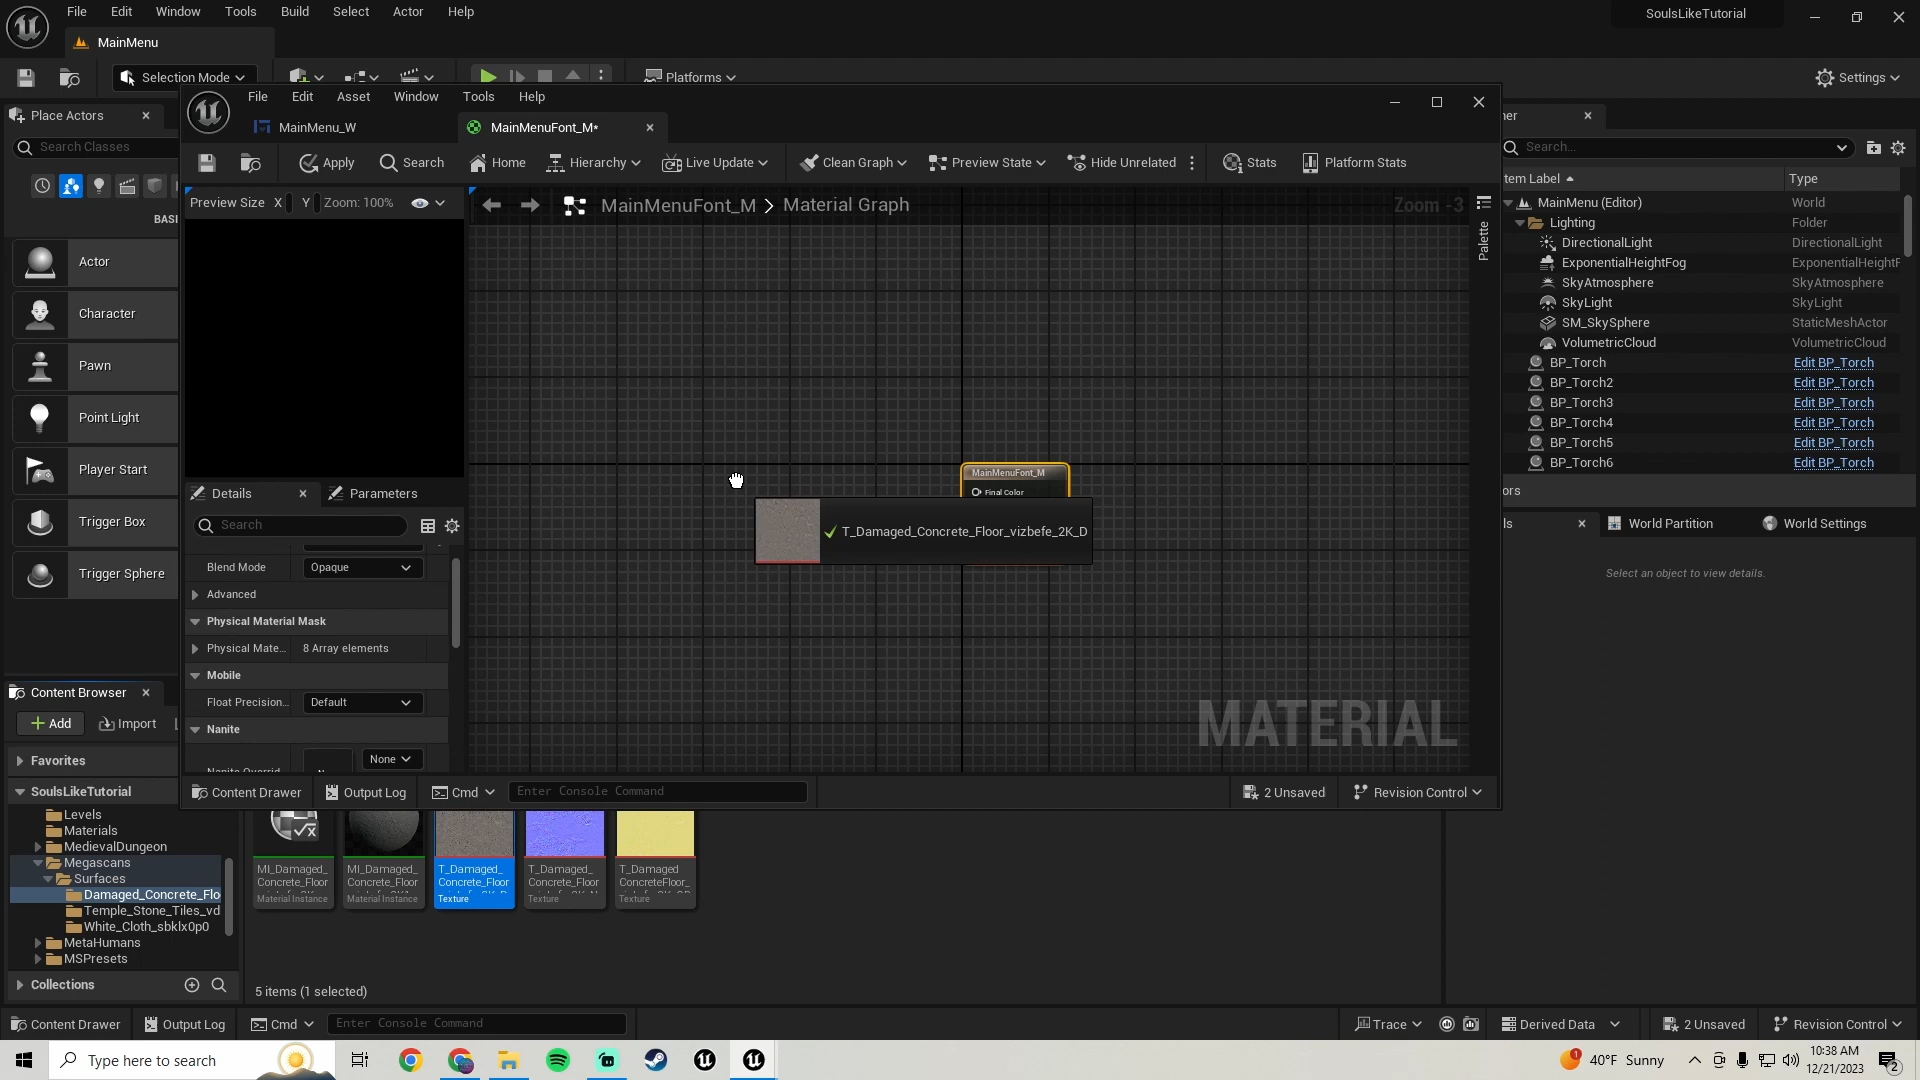 File Edit Window Tools Build Select Actor Help
SoulsLikeTutorial
MainMenu
Selection Mode
Platforms
Settings
File Edit Asset Window Tools Help
Place Actors
Search Classes
Search...
MainMenu_W
MainMenuFont_M*
Apply
Search
Home
Hierarchy
Live Update
Clean Graph
Preview State
Hide Unrelated
Stats
Platform Stats
Preview Size X Y Zoom: 100%
MainMenuFont_M > Material Graph
Zoom -3
Palette
Type
MainMenu (Editor) World
Lighting Folder
DirectionalLight DirectionalLight
ExponentialHeightFog ExponentialHeightF
SkyAtmosphere SkyAtmosphere
SkyLight SkyLight
SM_SkySphere StaticMeshActor
VolumetricCloud VolumetricCloud
BP_Torch Edit BP_Torch
BP_Torch2 Edit BP_Torch
BP_Torch3 Edit BP_Torch
BP_Torch4 Edit BP_Torch
BP_Torch5 Edit BP_Torch
BP_Torch6 Edit BP_Torch
World Partition
World Settings
Select an object to view details.
BASI
Actor
Character
Pawn
Point Light
Player Start
Trigger Box
Trigger Sphere
MainMenuFont_M
Final Color
T_Damaged_Concrete_Floor_vizbefe_2K_D
MATERIAL
Details
Parameters
Search
Blend Mode Opaque
Advanced
Physical Material Mask
Physical Mate... 8 Array elements
Mobile
Float Precision... Default
Nanite
None
Content Drawer
Output Log
Cmd
Enter Console Command
2 Unsaved
Revision Control
Content Browser
Add
Import
Favorites
SoulsLikeTutorial
Levels
Materials
MedievalDungeon
Megascans
Surfaces
Damaged_Concrete_Flo
Temple_Stone_Tiles_vd
White_Cloth_sbklx0p0
MetaHumans
MSPresets
Collections
MI_Damaged_
Concrete_Floor
Material Instance
MI_Damaged_
Concrete_Floor
Material Instance
T_Damaged_
Concrete_Floor
Texture
T_Damaged_
Concrete_Floor
Texture
T_Damaged
ConcreteFloor_
Texture
5 items (1 selected)
Content Drawer
Output Log
Cmd
Enter Console Command
Trace
Derived Data
2 Unsaved
Revision Control
Type here to search
40°F Sunny
10:38 AM
12/21/2023